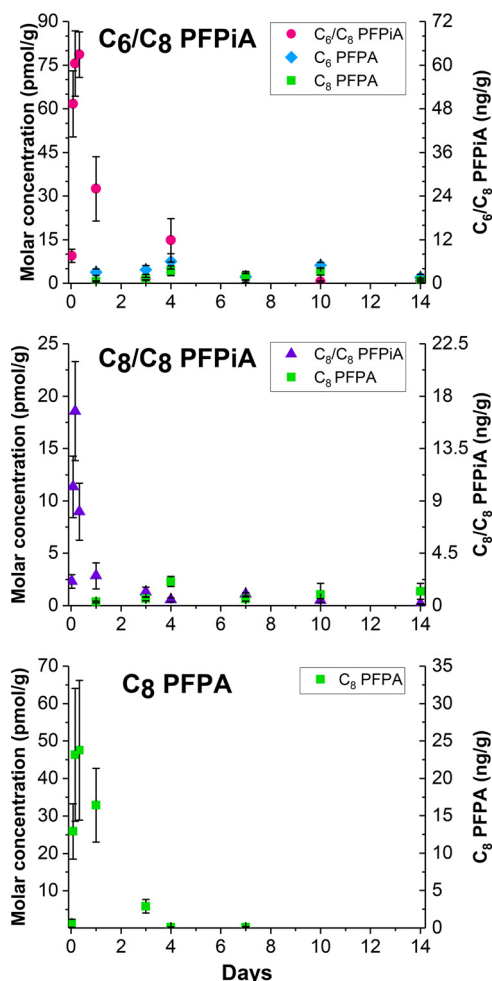 C6/C8 PFPiA
C6/C8 PFPiA
C6 PFPA
C8 PFPA
Molar concentration (pmol/g)
90
75
60
45
30
15
0
C6/C8 PFPiA (ng/g)
72
60
48
36
24
12
0
0 2 4 6 8 10 12 14
C8/C8 PFPiA
C8/C8 PFPiA
C8 PFPA
Molar concentration (pmol/g)
25
20
15
10
5
0
C8/C8 PFPiA (ng/g)
22.5
18
13.5
9
4.5
0
0 2 4 6 8 10 12 14
C8 PFPA
C8 PFPA
Molar concentration (pmol/g)
70
60
50
40
30
20
10
C8 PFPA (ng/g)
35
30
25
20
15
10
5
0
0 2 4 6 8 10 12 14
Days